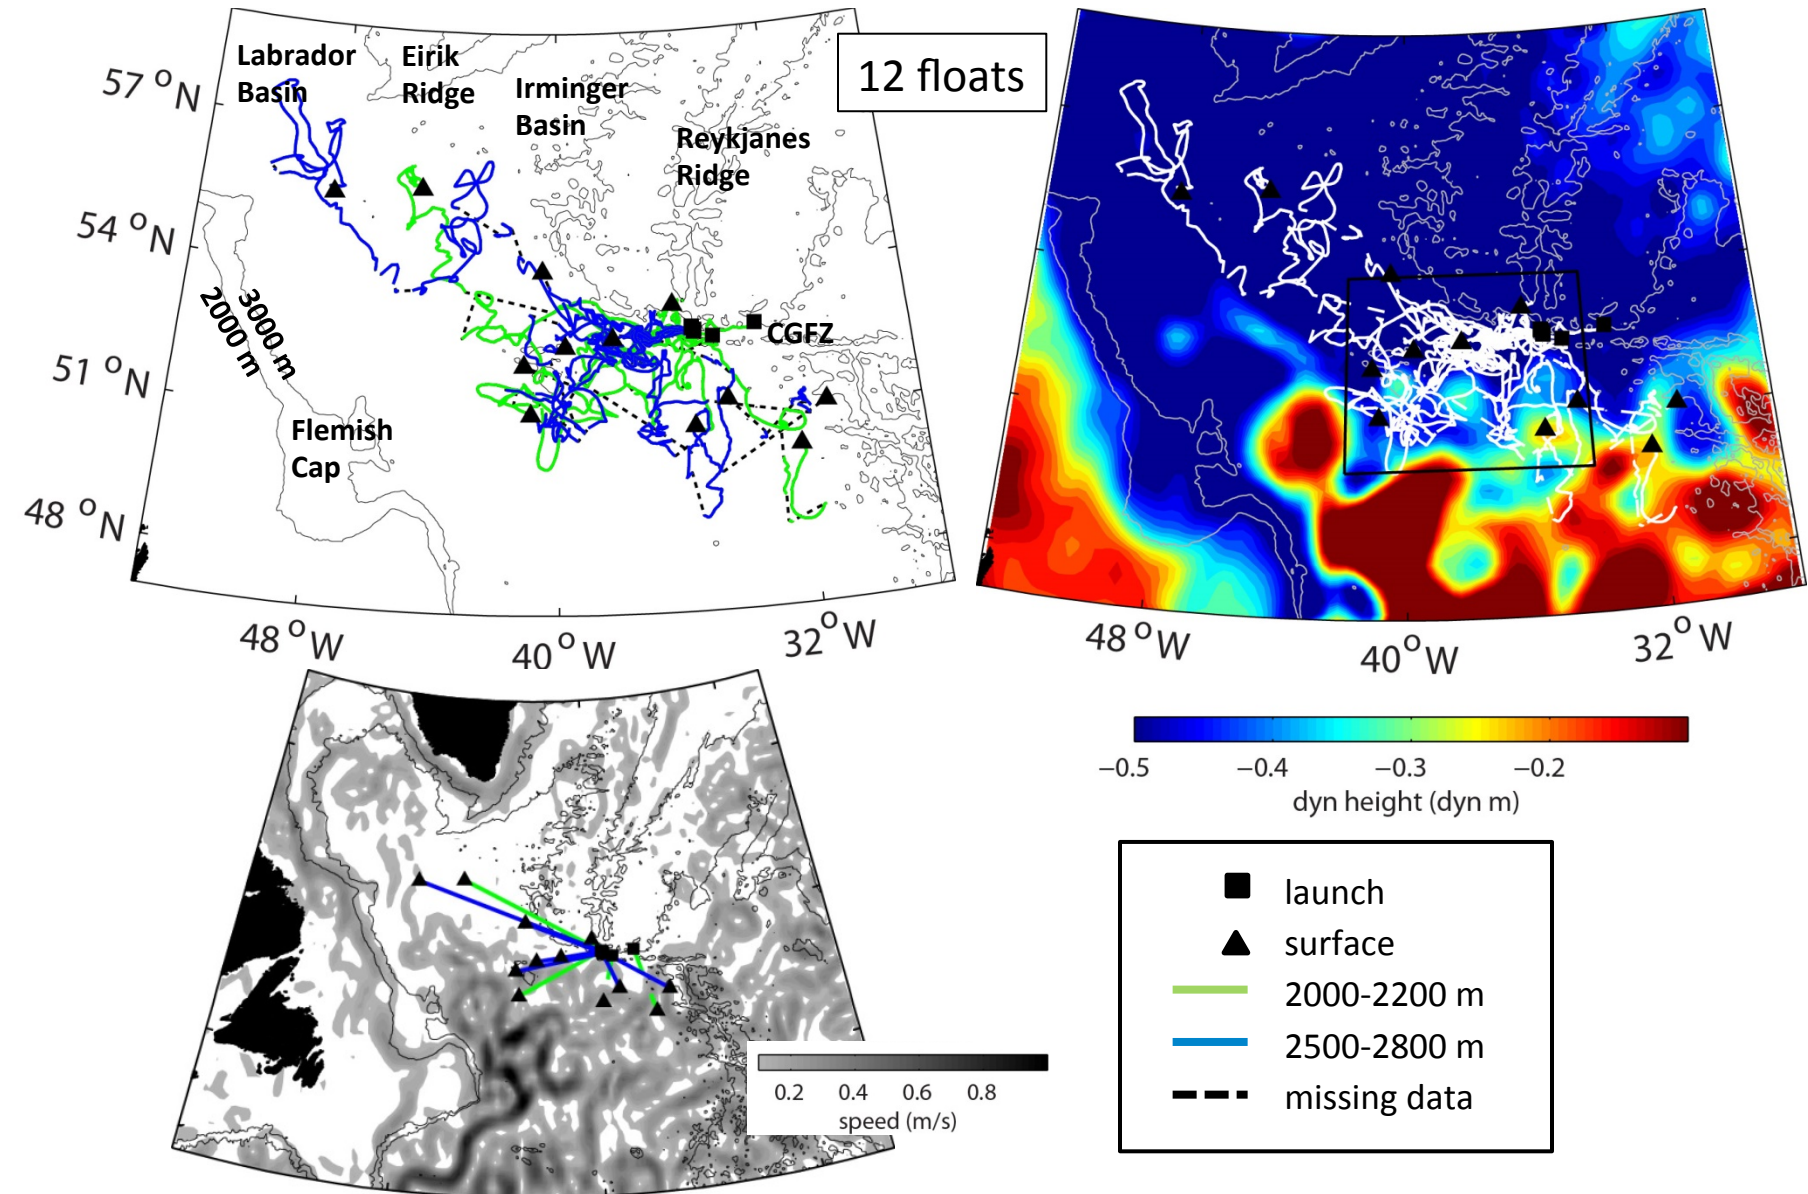 Labrador
Basin
Eirik
Ridge
Irminger
Basin
Reykjanes
Ridge
12 floats
57 °N
54 °N
51 °N
48 °N
3000 m
2000 m
CGFZ
Flemish
Cap
48 °W
40 °W
32 °W
48 °W
40 °W
32 °W
−0.5
−0.4
−0.3
−0.2
dyn height (dyn m)
0.2
0.4
0.6
0.8
speed (m/s)
launch
surface
2000-2200 m
2500-2800 m
missing data